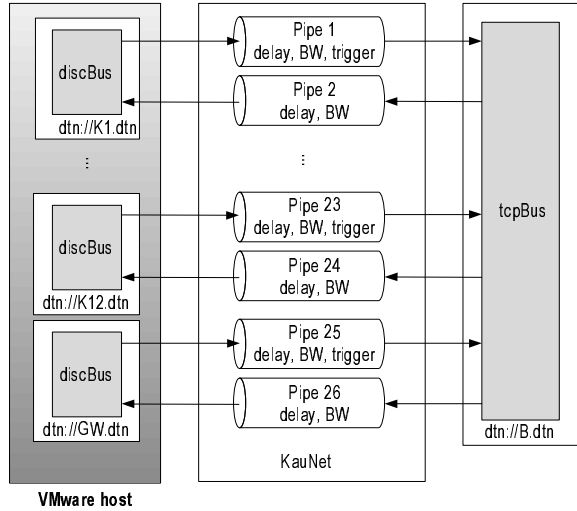 discBus
dtn://K1.dtn
...
discBus
dtn://K12.dtn
discBus
dtn://GW.dtn
VMware host
Pipe 1
delay, BW, trigger
Pipe 2
delay, BW
...
Pipe 23
delay, BW, trigger
Pipe 24
delay, BW
Pipe 25
delay, BW, trigger
Pipe 26
delay, BW
KauNet
tcpBus
dtn://B.dtn